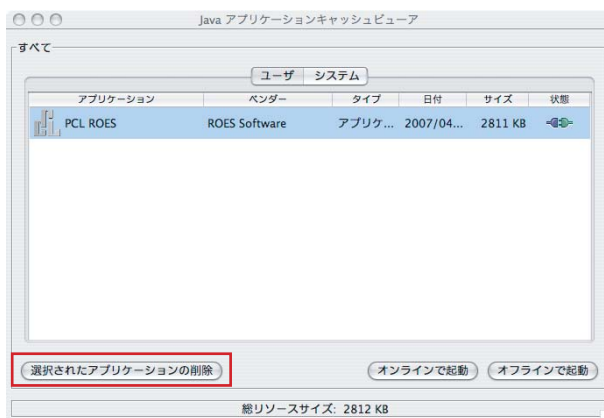 Java アプリケーションキャッシュビューア
すべて
ユーザ システム
アプリケーション ベンダー タイプ 日付 サイズ 状態
PCL ROES ROES Software アプリケ... 2007/04... 2811 KB
選択されたアプリケーションの削除 オンラインで起動 オフラインで起動
総リソースサイズ: 2812 KB